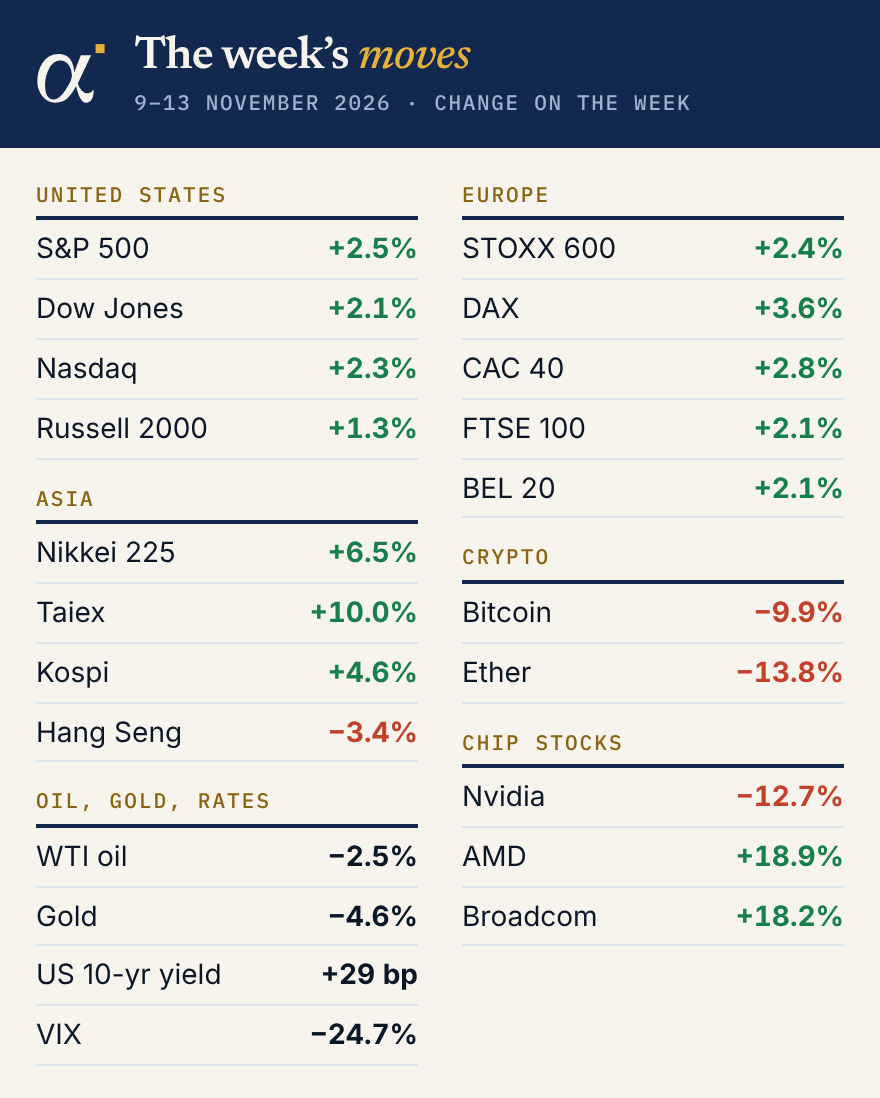 α
The week's moves
9–13 NOVEMBER 2026 · CHANGE ON THE WEEK
UNITED STATES
S&P 500 +2.5%
Dow Jones +2.1%
Nasdaq +2.3%
Russell 2000 +1.3%
ASIA
Nikkei 225 +6.5%
Taiex +10.0%
Kospi +4.6%
Hang Seng −3.4%
OIL, GOLD, RATES
WTI oil −2.5%
Gold −4.6%
US 10-yr yield +29 bp
VIX −24.7%
EUROPE
STOXX 600 +2.4%
DAX +3.6%
CAC 40 +2.8%
FTSE 100 +2.1%
BEL 20 +2.1%
CRYPTO
Bitcoin −9.9%
Ether −13.8%
CHIP STOCKS
Nvidia −12.7%
AMD +18.9%
Broadcom +18.2%